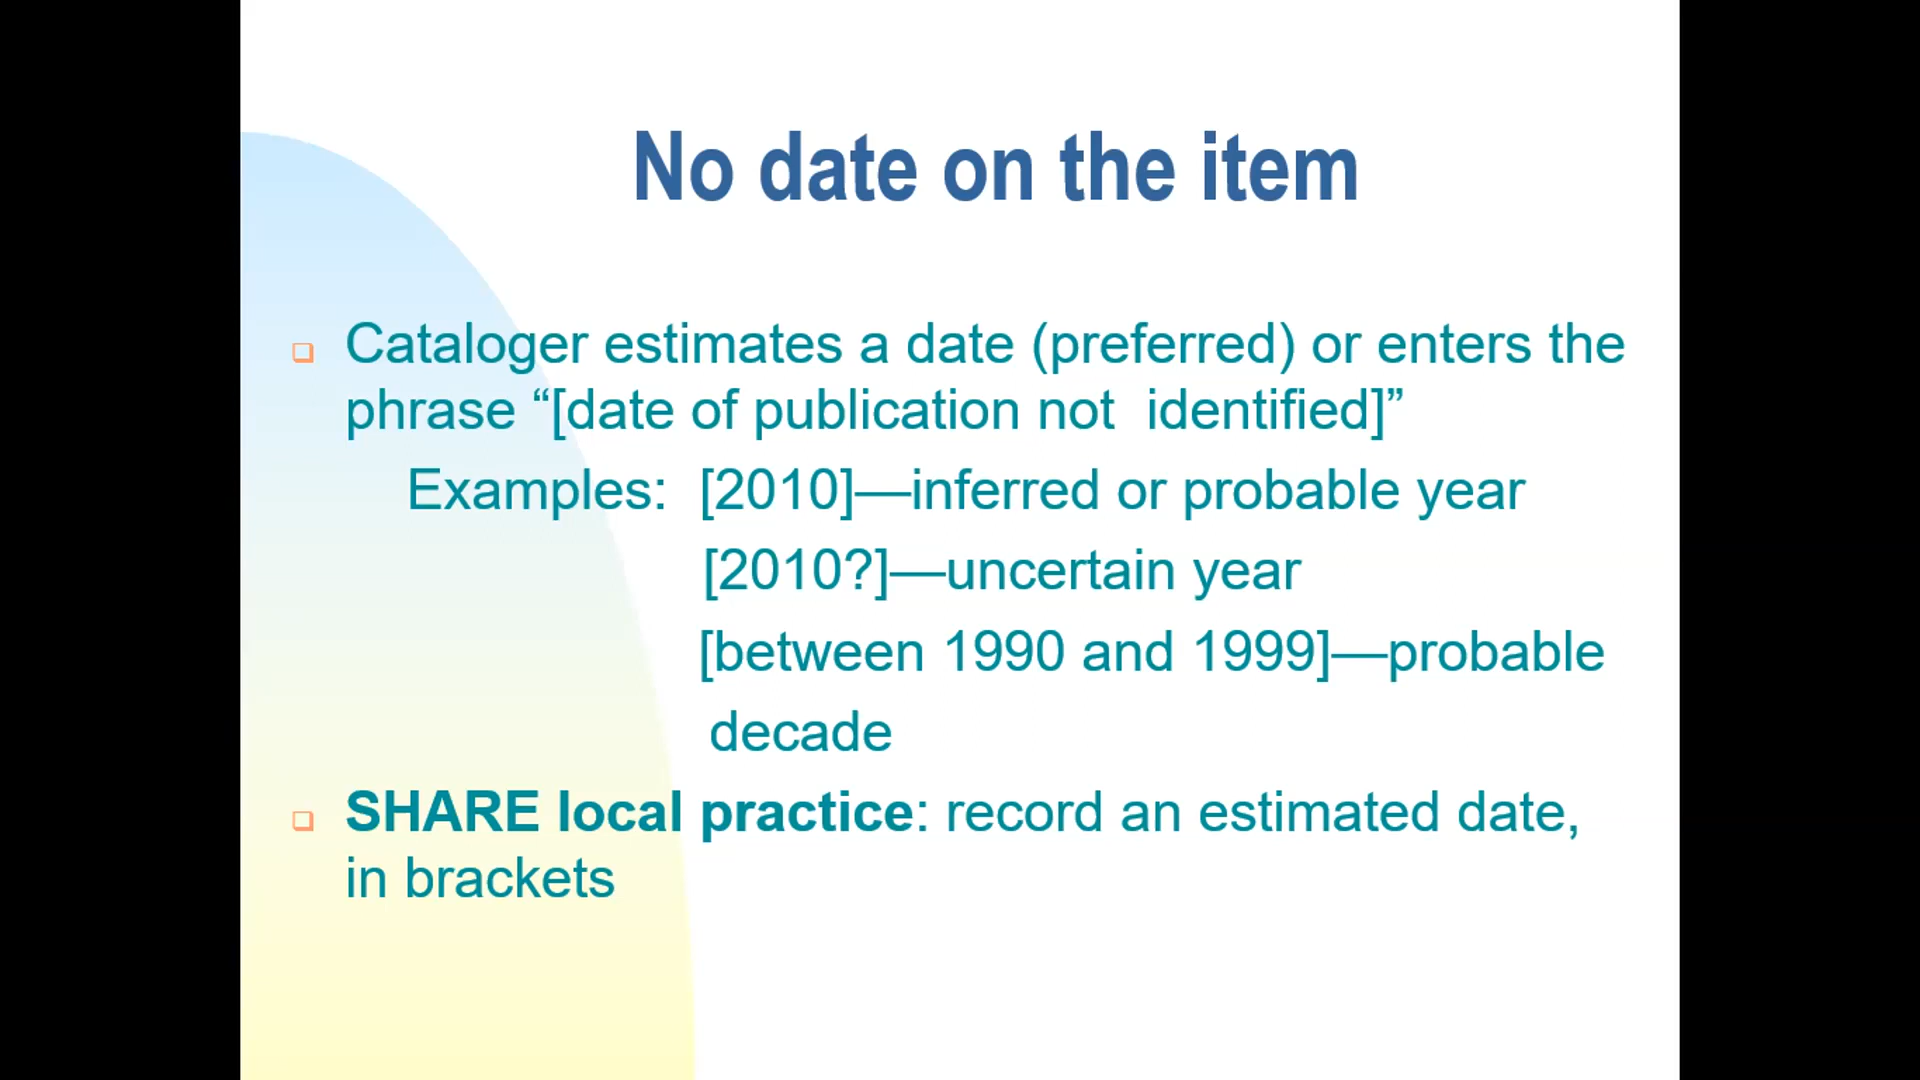 No date on the item
Cataloger estimates a date (preferred) or enters the
phrase “[date of publication not  identified]”
Examples:  [2010]—inferred or probable year
[2010?]—uncertain year
[between 1990 and 1999]—probable
decade
SHARE local practice: record an estimated date,
in brackets